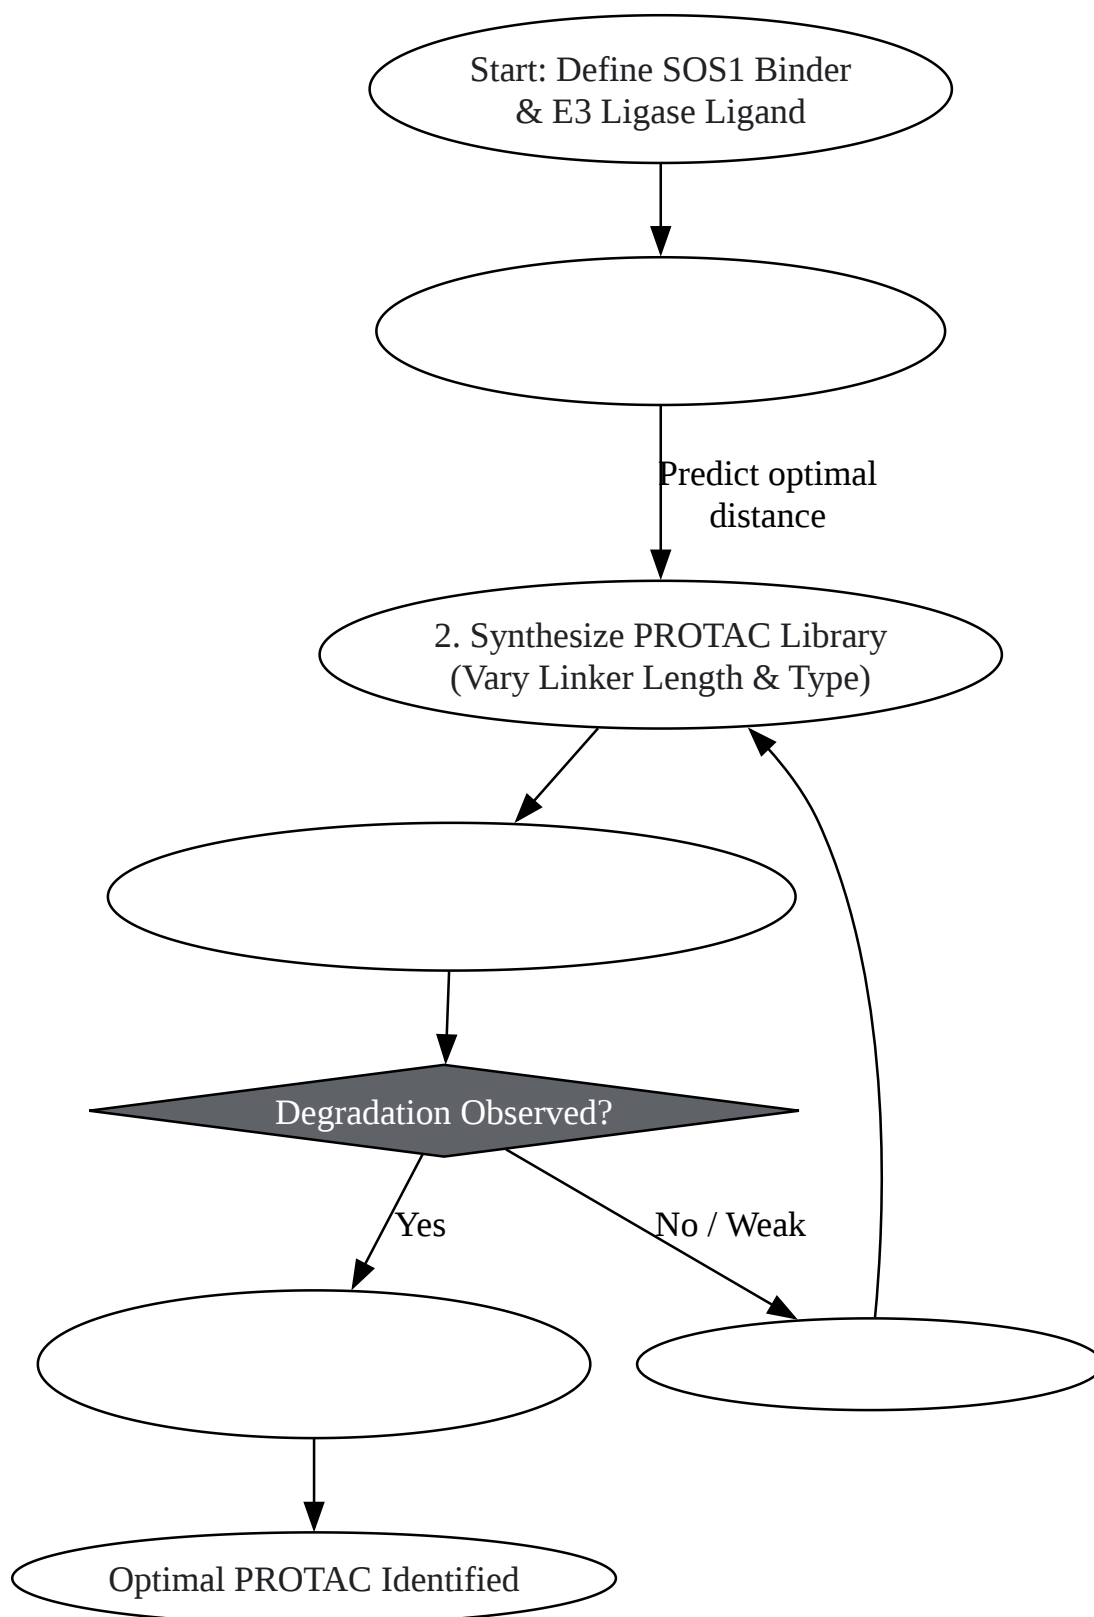 Start: Define SOS1 Binder
& E3 Ligase Ligand
Predict optimal
distance
2. Synthesize PROTAC Library
(Vary Linker Length & Type)
Degradation Observed?
Yes
No / Weak
Optimal PROTAC Identified